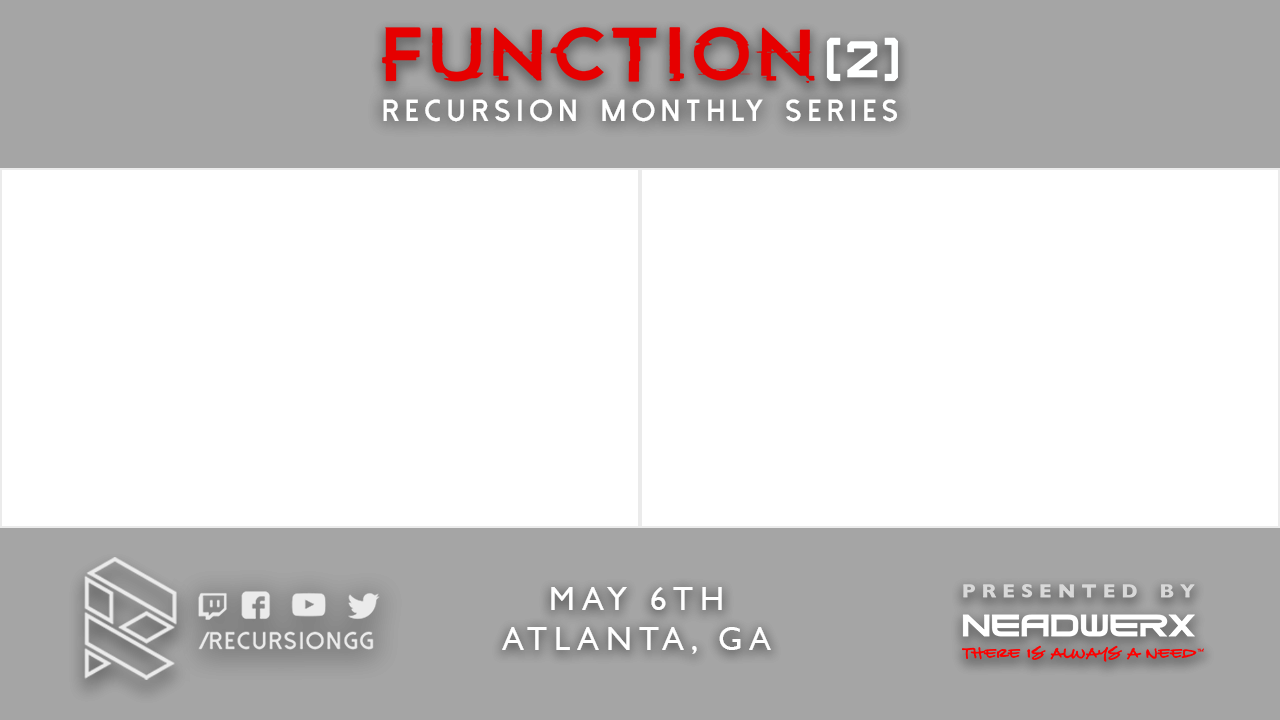 FUNCTION[2]
RECURSION MONTHLY SERIES
/RECURSIONGG
MAY 6TH
ATLANTA, GA
PRESENTED BY
NEADWERX
THERE IS ALWAYS A NEED™